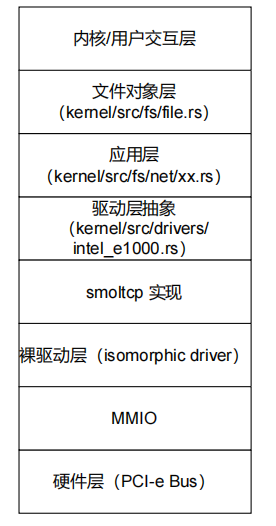 内核/用户交互层
文件对象层
（kernel/src/fs/file.rs）
应用层
（kernel/src/fs/net/xx.rs）
驱动层抽象
（kernel/src/drivers/
intel_e1000.rs）
smoltcp 实现
裸驱动层（isomorphic driver）
MMIO
硬件层（PCI-e Bus）